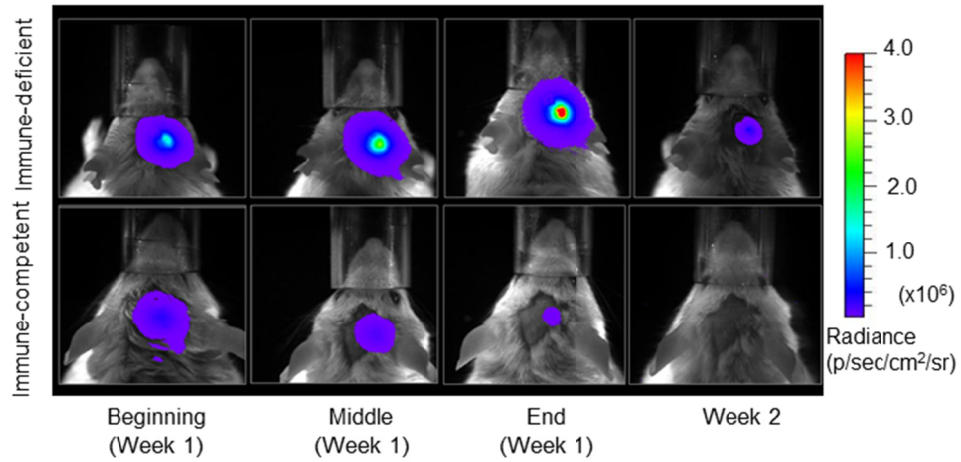 Immune-deficient
Immune-competent
4.0
3.0
2.0
1.0
(x10⁶)
Radiance
(p/sec/cm²/sr)
Beginning
(Week 1)
Middle
(Week 1)
End
(Week 1)
Week 2